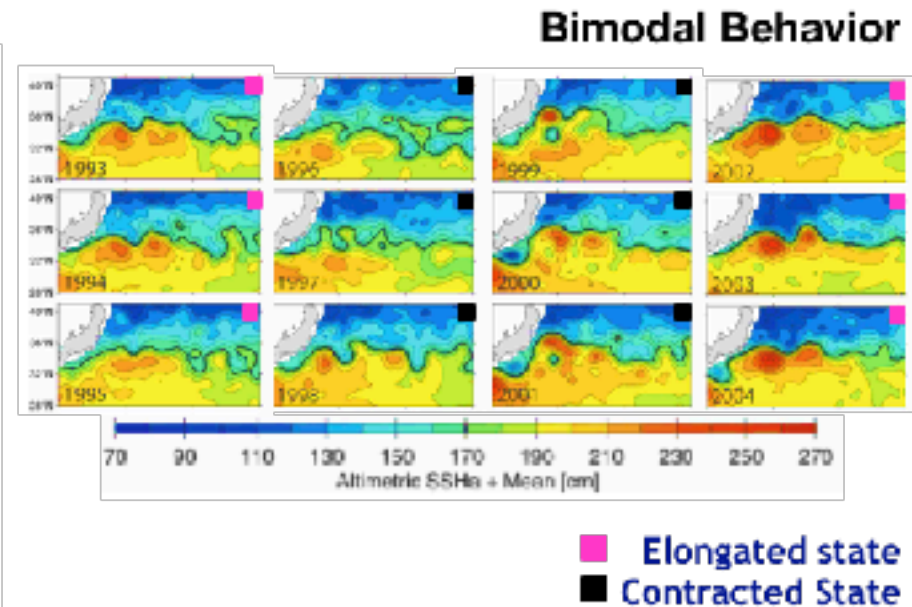 Bimodal Behavior
1993
1996
1999
2002
1994
1997
2000
2003
1995
1998
2001
2004
70 90 110 130 150 170 190 210 230 250 270
Altimetric SSHa + Mean [cm]
Elongated state
Contracted State